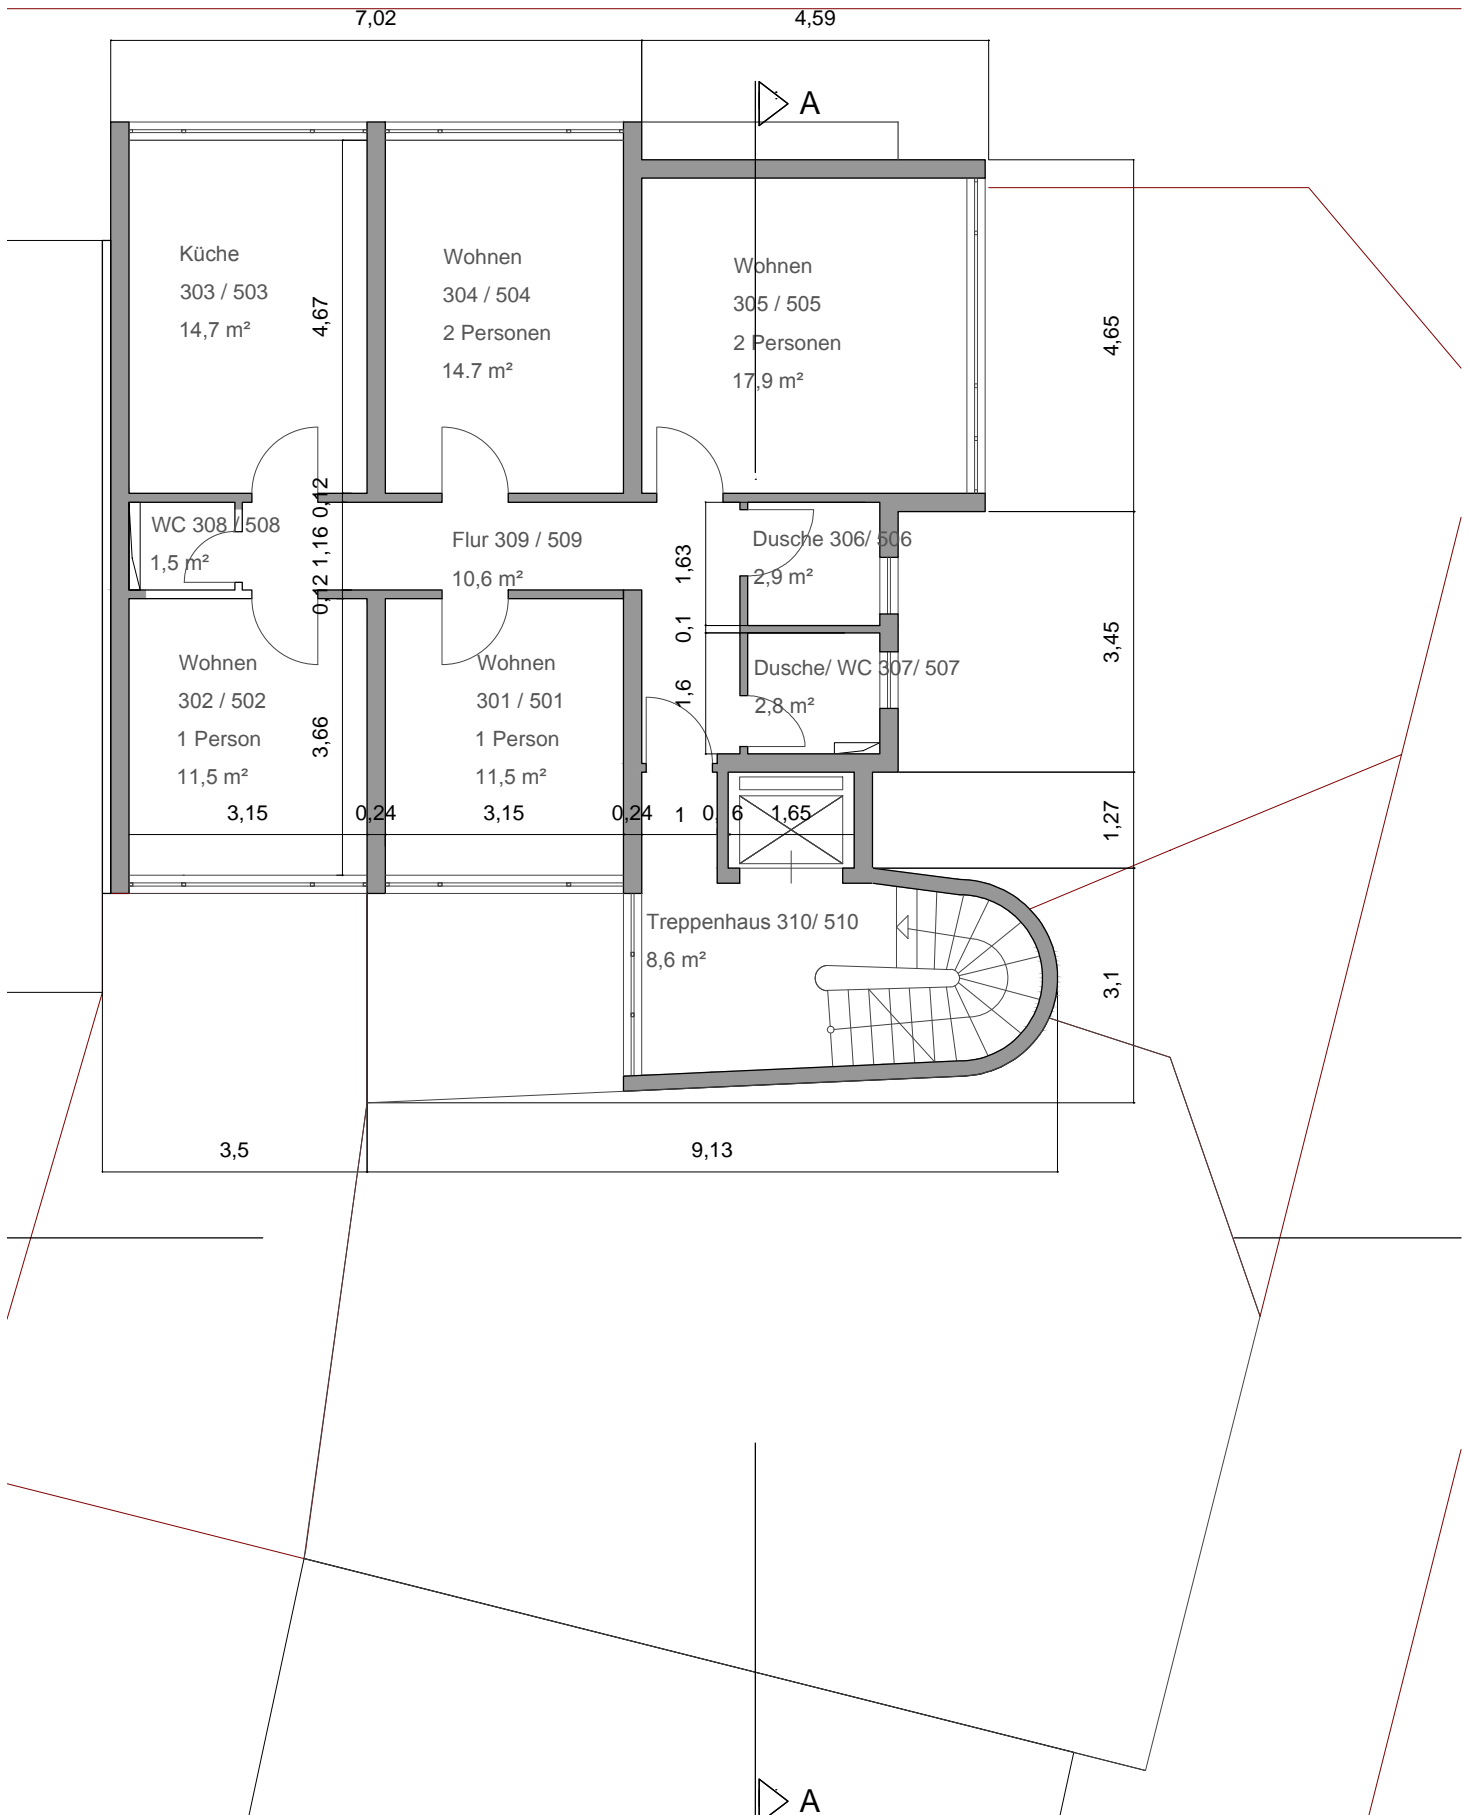 7,02
4,59
A
Küche
303 / 503
14,7 m²
4,67
Wohnen
304 / 504
2 Personen
14.7 m²
Wohnen
305 / 505
2 Personen
17,9 m²
4,65
0,12
1,16
0,12
WC 308 / 508
1,5 m²
Flur 309 / 509
10,6 m²
1,63
0,1
1,6
Dusche 306/ 506
2,9 m²
Dusche/ WC 307/ 507
2,8 m²
3,45
Wohnen
302 / 502
1 Person
11,5 m²
3,66
Wohnen
301 / 501
1 Person
11,5 m²
3,15
0,24
3,15
0,24
1
1,65
1,27
Treppenhaus 310/ 510
8,6 m²
3,1
3,5
9,13
A